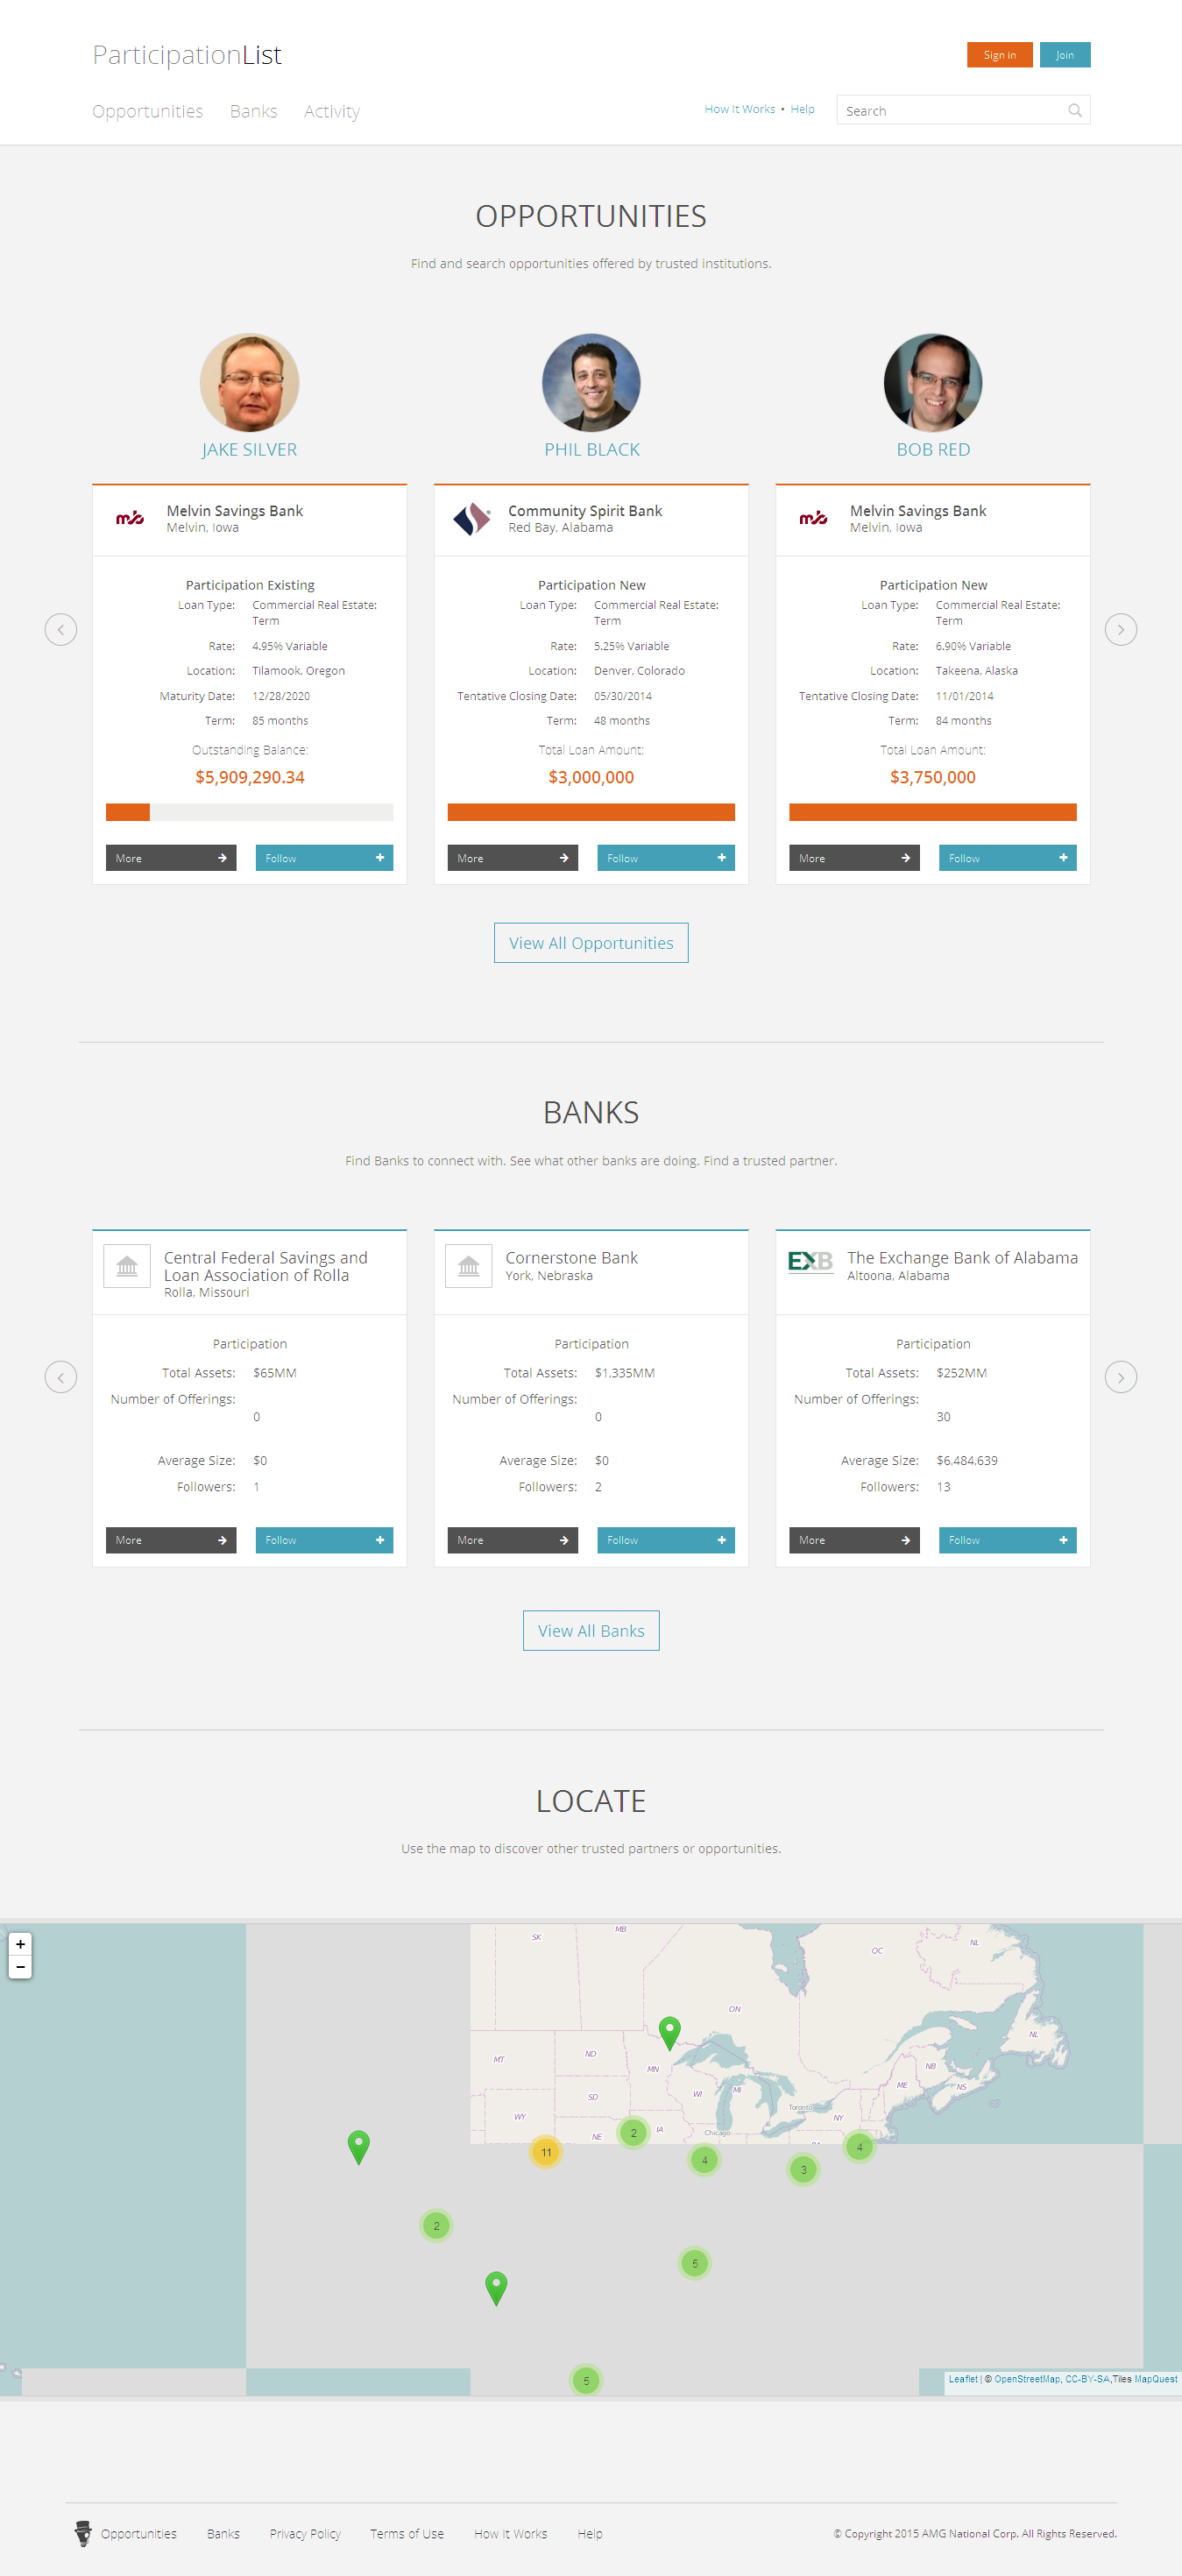 ParticipationList
Sign in
Join
Opportunities Banks Activity
How It Works • Help
Search
OPPORTUNITIES
Find and search opportunities offered by trusted institutions.
JAKE SILVER
PHIL BLACK
BOB RED
Melvin Savings Bank
Melvin, Iowa
Participation Existing
Loan Type: Commercial Real Estate:
Term
Rate: 4.95% Variable
Location: Tilamook, Oregon
Maturity Date: 12/28/2020
Term: 85 months
Outstanding Balance:
$5,909,290.34
More
Follow
Community Spirit Bank
Red Bay, Alabama
Participation New
Loan Type: Commercial Real Estate:
Term
Rate: 5.25% Variable
Location: Denver, Colorado
Tentative Closing Date: 05/30/2014
Term: 48 months
Total Loan Amount:
$3,000,000
More
Follow
Melvin Savings Bank
Melvin, Iowa
Participation New
Loan Type: Commercial Real Estate:
Term
Rate: 6.90% Variable
Location: Takeena, Alaska
Tentative Closing Date: 11/01/2014
Term: 84 months
Total Loan Amount:
$3,750,000
More
Follow
View All Opportunities
BANKS
Find Banks to connect with. See what other banks are doing. Find a trusted partner.
Central Federal Savings and
Loan Association of Rolla
Rolla, Missouri
Participation
Total Assets: $65MM
Number of Offerings:
0
Average Size: $0
Followers: 1
More
Follow
Cornerstone Bank
York, Nebraska
Participation
Total Assets: $1,335MM
Number of Offerings:
0
Average Size: $0
Followers: 2
More
Follow
EXB
The Exchange Bank of Alabama
Altoona, Alabama
Participation
Total Assets: $252MM
Number of Offerings:
30
Average Size: $6,484,639
Followers: 13
More
Follow
View All Banks
LOCATE
Use the map to discover other trusted partners or opportunities.
+
−
SK
MB
NL
QC
ON
NL
MT
ND
MN
NB
WI
MI
ME
NS
SD
Toronto
WY
NY
NE
IA
Chicago
PA
2
11
4
4
3
2
5
5
Leaflet | © OpenStreetMap, CC-BY-SA,Tiles MapQuest
Opportunities Banks Privacy Policy Terms of Use How It Works Help
© Copyright 2015 AMG National Corp. All Rights Reserved.